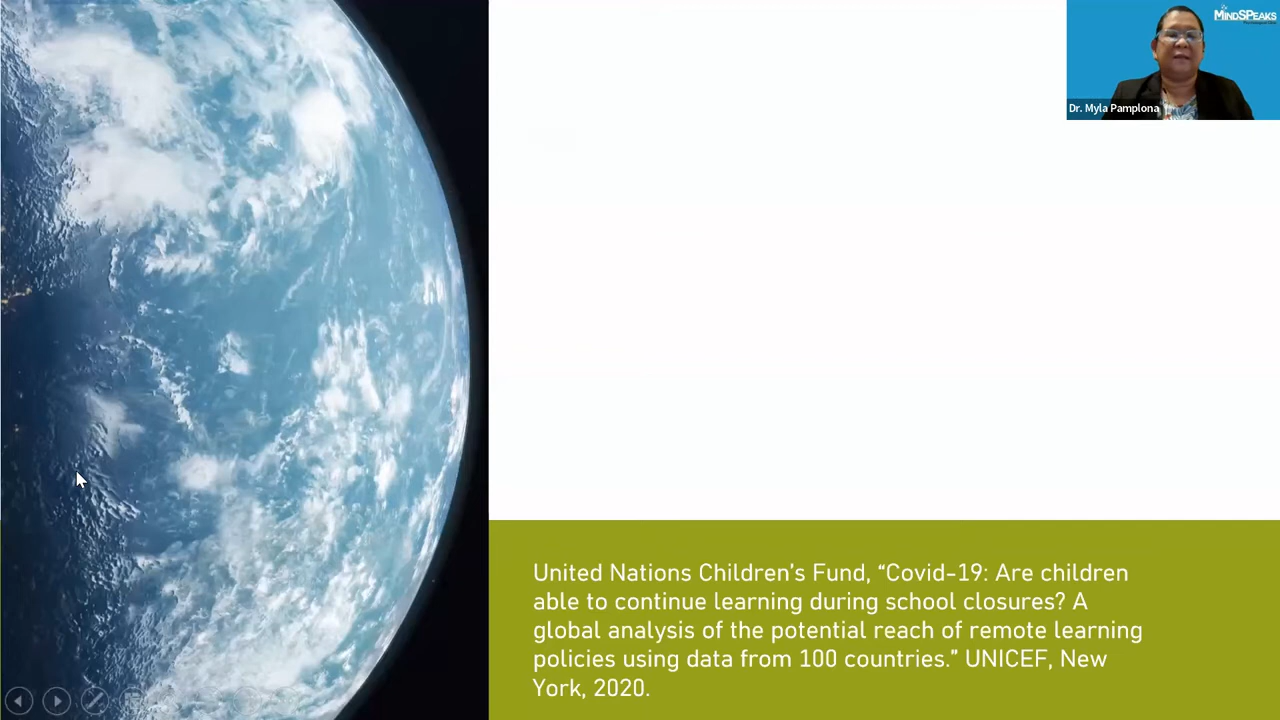 MINDSPEAKS
Dr. Myla Pamplona
United Nations Children's Fund, “Covid-19: Are children
able to continue learning during school closures? A
global analysis of the potential reach of remote learning
policies using data from 100 countries.” UNICEF, New
York, 2020.